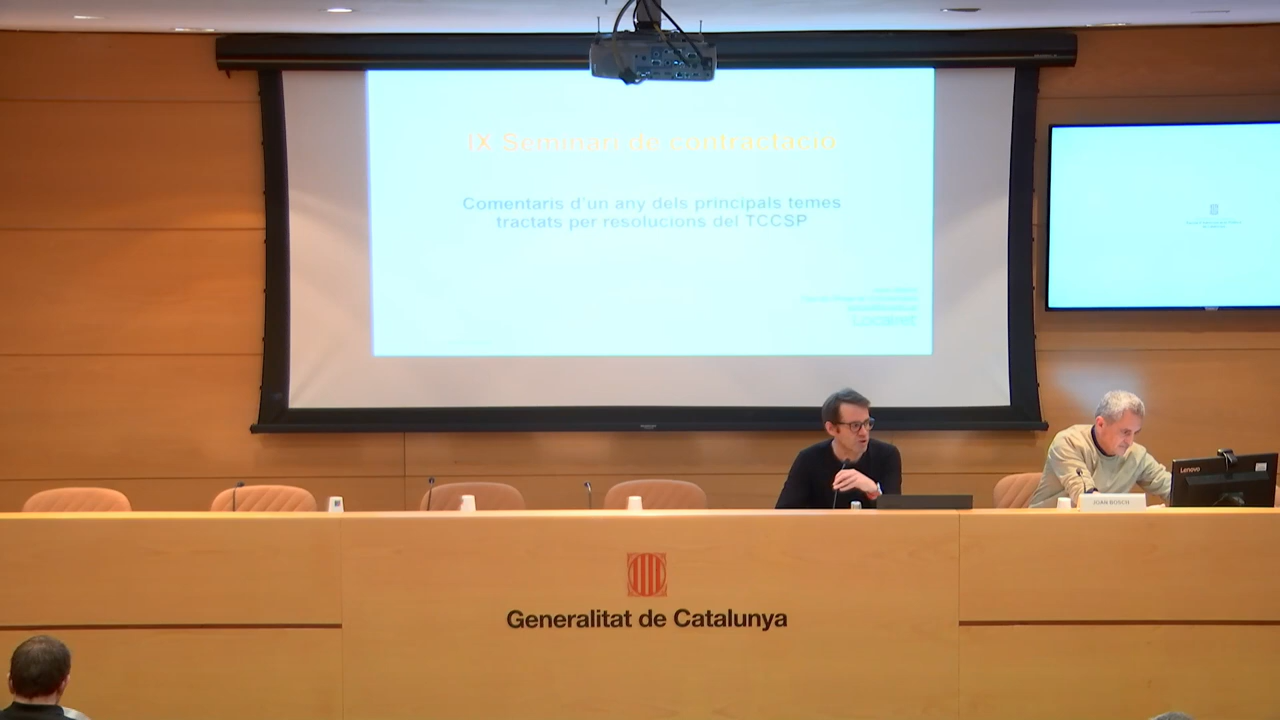 IX Seminari de contractació
Comentaris d'un any dels principals temes
tractats per resolucions del TCCSP
Lenovo
JOAN BOSCH
Generalitat de Catalunya